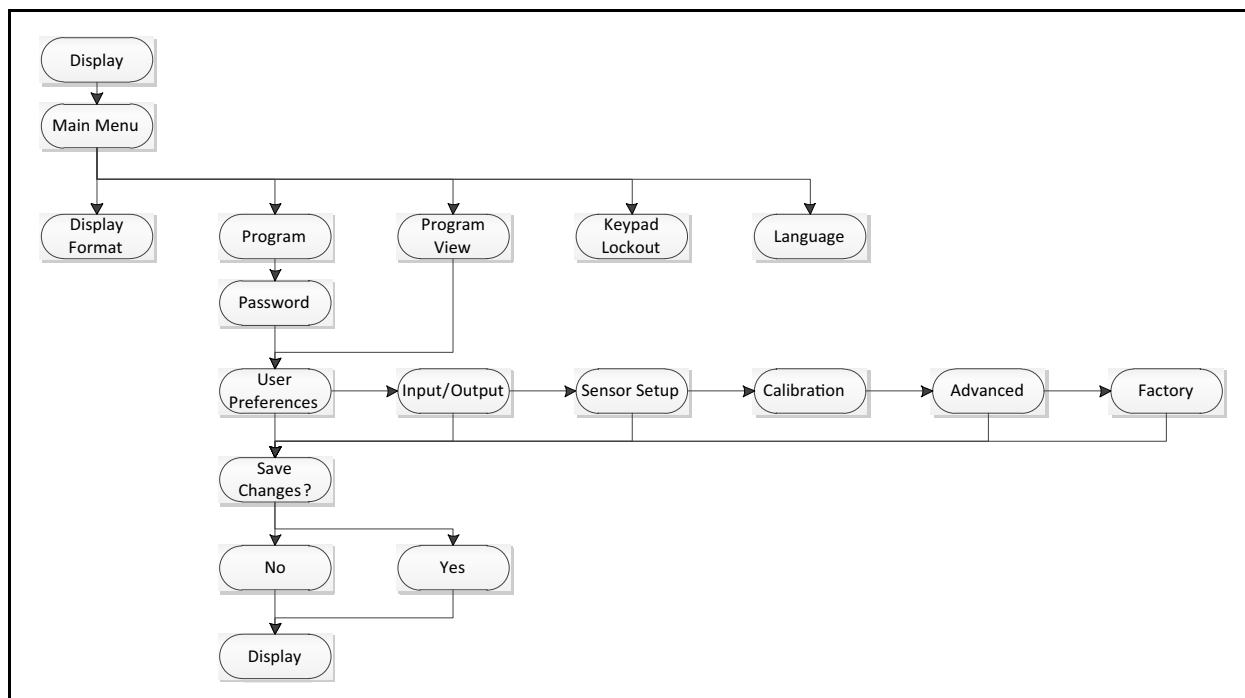 Display
Main Menu
Display
Format
Program
Program
View
Keypad
Lockout
Language
Password
User
Preferences
Input/Output
Sensor Setup
Calibration
Advanced
Factory
Save
Changes?
No
Yes
Display